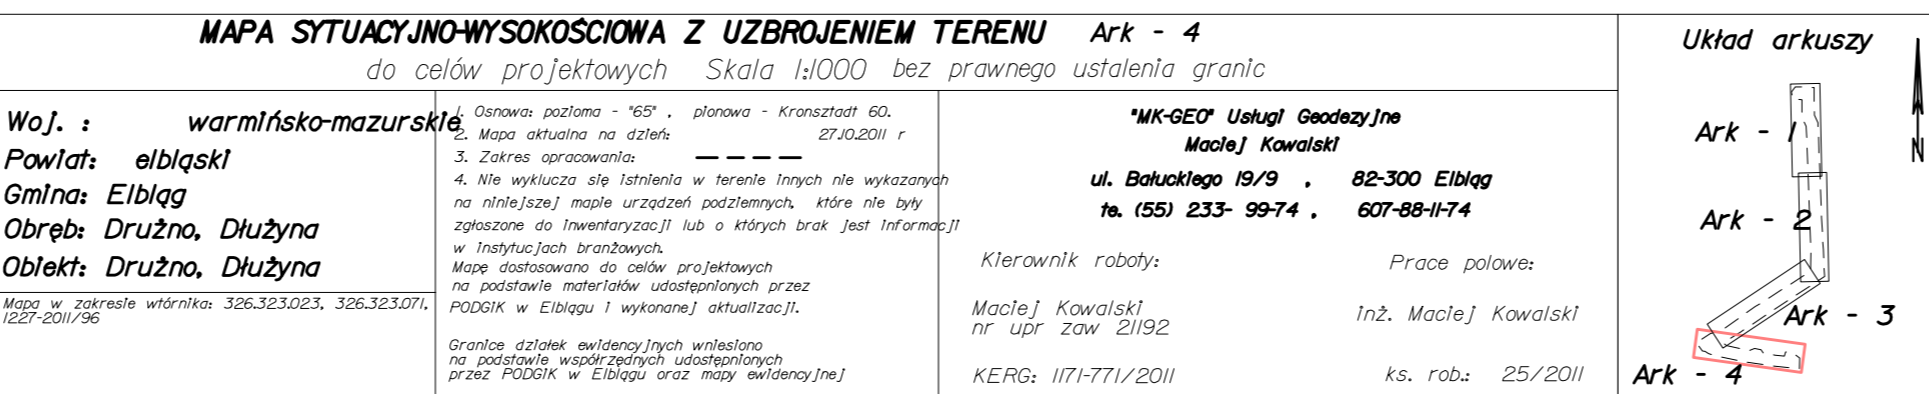 MAPA SYTUACYJNO-WYSOKOŚCIOWA Z UZBROJENIEM TERENU Ark - 4
do celów projektowych Skala 1:1000 bez prawnego ustalenia granic
Woj. : warmińsko-mazurskie
Powiat: elbląski
Gmina: Elbląg
Obręb: Drużno, Dłużyna
Obiekt: Drużno, Dłużyna
Mapa w zakresie wtórnika: 326.323.023, 326.323.071,
1227-2011/96
1. Osnowa: pozioma - "65" , pionowa - Kronsztadt 60.
2. Mapa aktualna na dzień: 27.10.2011 r
3. Zakres opracowania:
4. Nie wyklucza się istnienia w terenie innych nie wykazanych
na niniejszej mapie urządzeń podziemnych, które nie były
zgłoszone do inwentaryzacji lub o których brak jest informacji
w instytucjach branżowych.
Mapę dostosowano do celów projektowych
na podstawie materiałów udostępnionych przez
PODGiK w Elblągu i wykonanej aktualizacji.
Granice działek ewidencyjnych wniesiono
na podstawie współrzędnych udostępnionych
przez PODGiK w Elblągu oraz mapy ewidencyjnej
"MK-GEO" Usługi Geodezyjne
Maciej Kowalski
ul. Bałuckiego 19/9 , 82-300 Elbląg
te. (55) 233- 99-74 , 607-88-11-74
Kierownik roboty: Prace polowe:
Maciej Kowalski inż. Maciej Kowalski
nr upr zaw 21192
KERG: 1171-771/2011 ks. rob.: 25/2011
Układ arkuszy
Ark - 1
N
Ark - 2
Ark - 3
Ark - 4